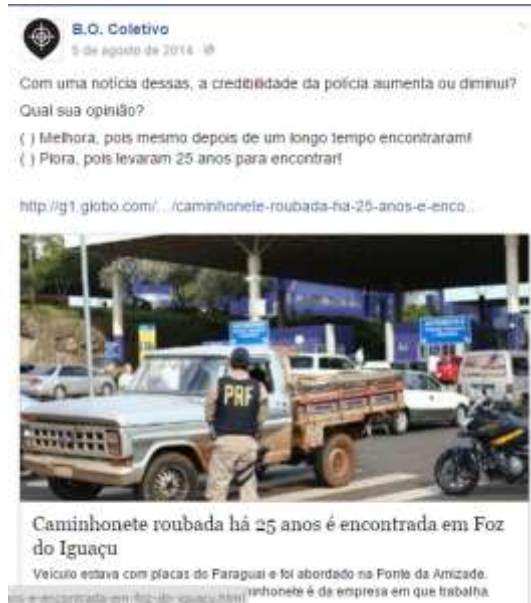 B.O. Coletivo
5 de agosto de 2014
Com uma notícia dessas, a credibilidade da polícia aumenta ou diminui?
Qual sua opinião?
( ) Melhora, pois mesmo depois de um longo tempo encontraram!
( ) Piora, pois levaram 25 anos para encontrar!
http://g1.globo.com/.../caminhonete-roubada-ha-25-anos-e-enco...
PRF
Caminhonete roubada há 25 anos é encontrada em Foz
do Iguaçu
Veículo estava com placas do Paraguai e foi abordado na Ponte da Amizade.
é da empresa em que trabalha.